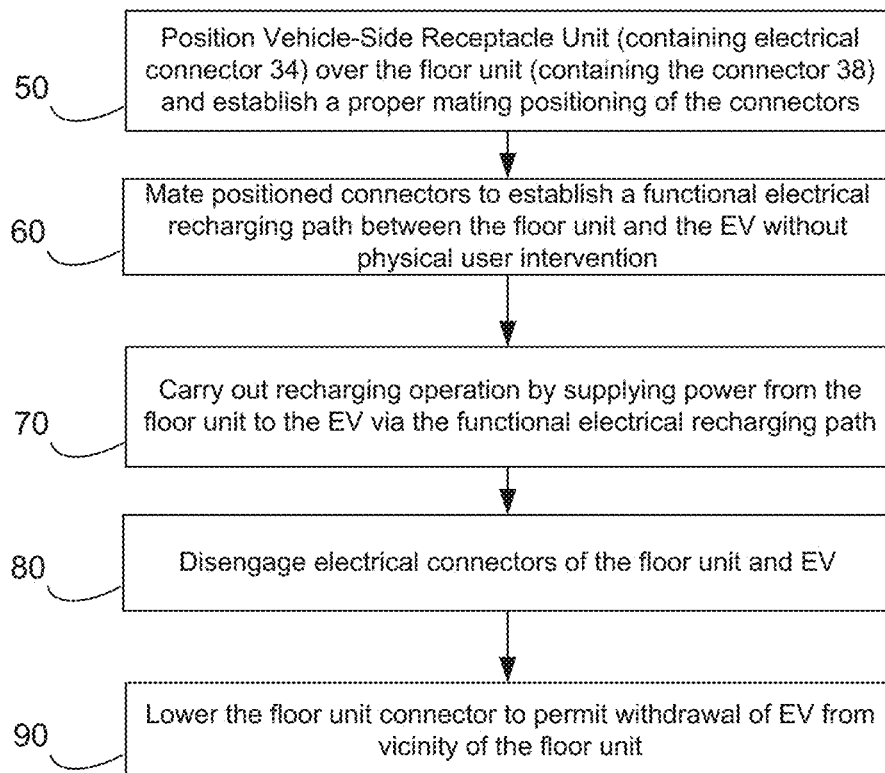 Position Vehicle-Side Receptacle Unit (containing electrical
connector 34) over the floor unit (containing the connector 38)
and establish a proper mating positioning of the connectors
50
Mate positioned connectors to establish a functional electrical
recharging path between the floor unit and the EV without
physical user intervention
60
Carry out recharging operation by supplying power from the
floor unit to the EV via the functional electrical recharging path
70
Disengage electrical connectors of the floor unit and EV
80
Lower the floor unit connector to permit withdrawal of EV from
vicinity of the floor unit
90